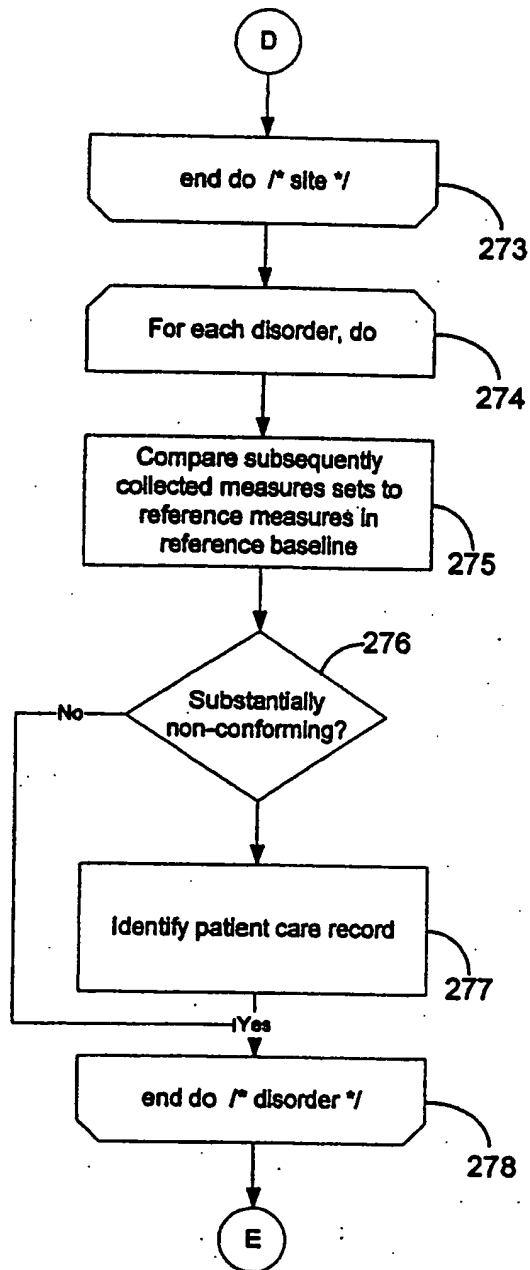 D
end do /* site */
273
For each disorder, do
274
Compare subsequently
collected measures sets to
reference measures in
reference baseline
275
276
Substantially
non-conforming?
No
Identify patient care record
277
Yes
end do /* disorder */
278
E